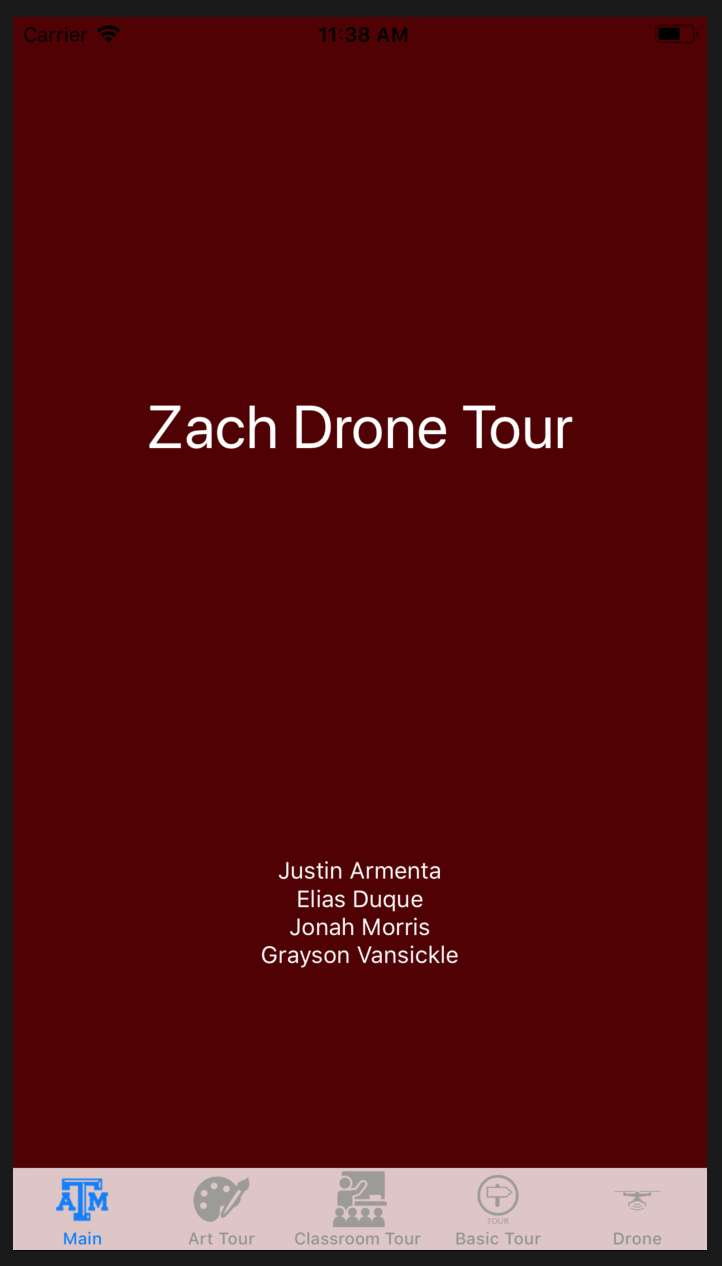 Carrier 11:38 AM
Zach Drone Tour
Justin Armenta
Elias Duque
Jonah Morris
Grayson Vansickle
ATM
TOUR
Main Art Tour Classroom Tour Basic Tour Drone